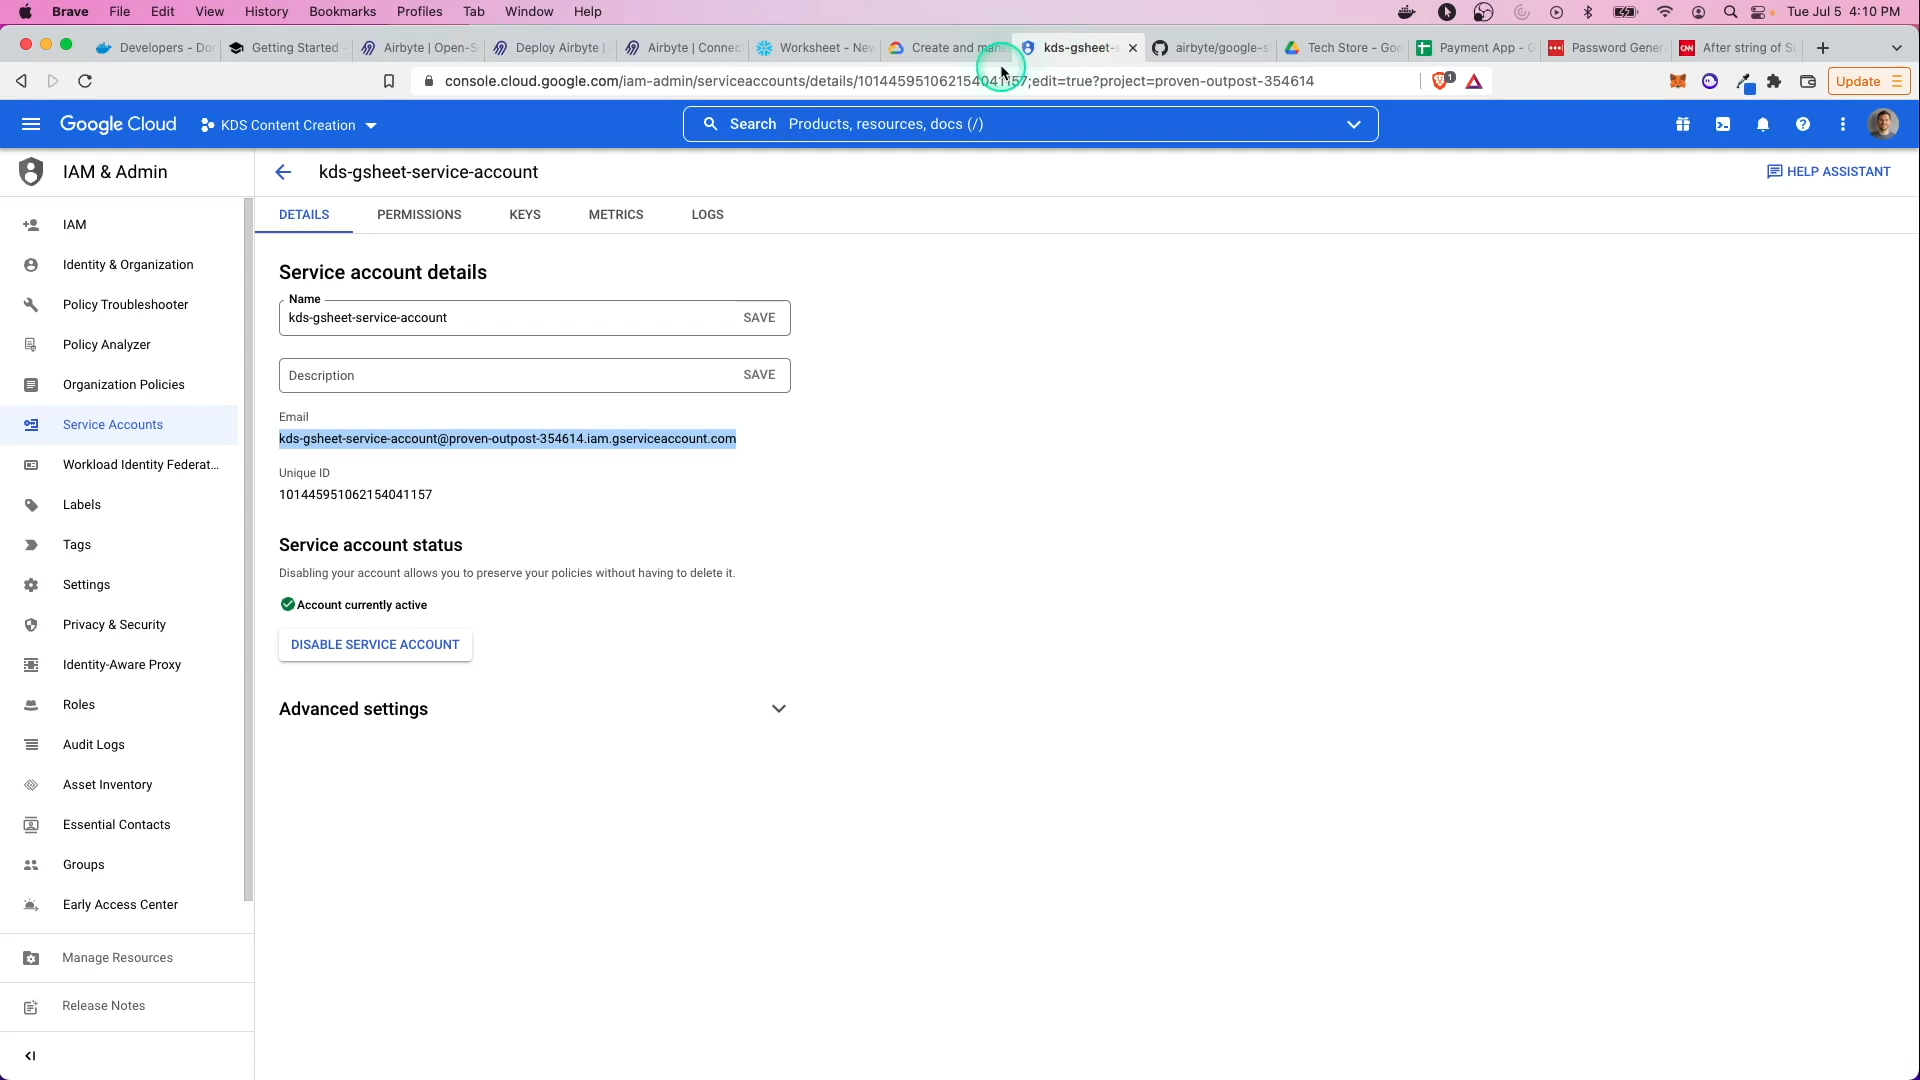 Brave File Edit View History Bookmarks Profiles Tab Window Help Tue Jul 5 4:10 PM
Developers - Do Getting Started Airbyte | Open-S Deploy Airbyte | Airbyte | Connec Worksheet - New Create and mana kds-gsheet-s airbyte/google-s Tech Store - Goo Payment App - G Password Gener CNN After string of S
console.cloud.google.com/iam-admin/serviceaccounts/details/101445951062154041157;edit=true?project=proven-outpost-354614 1 Update
Google Cloud KDS Content Creation Search Products, resources, docs (/)
IAM & Admin
kds-gsheet-service-account
HELP ASSISTANT
DETAILS PERMISSIONS KEYS METRICS LOGS
IAM
Identity & Organization
Policy Troubleshooter
Policy Analyzer
Organization Policies
Service Accounts
Workload Identity Federat...
Labels
Tags
Settings
Privacy & Security
Identity-Aware Proxy
Roles
Audit Logs
Asset Inventory
Essential Contacts
Groups
Early Access Center
Manage Resources
Release Notes
Service account details
Name
kds-gsheet-service-account SAVE
Description SAVE
Email
kds-gsheet-service-account@proven-outpost-354614.iam.gserviceaccount.com
Unique ID
101445951062154041157
Service account status
Disabling your account allows you to preserve your policies without having to delete it.
Account currently active
DISABLE SERVICE ACCOUNT
Advanced settings